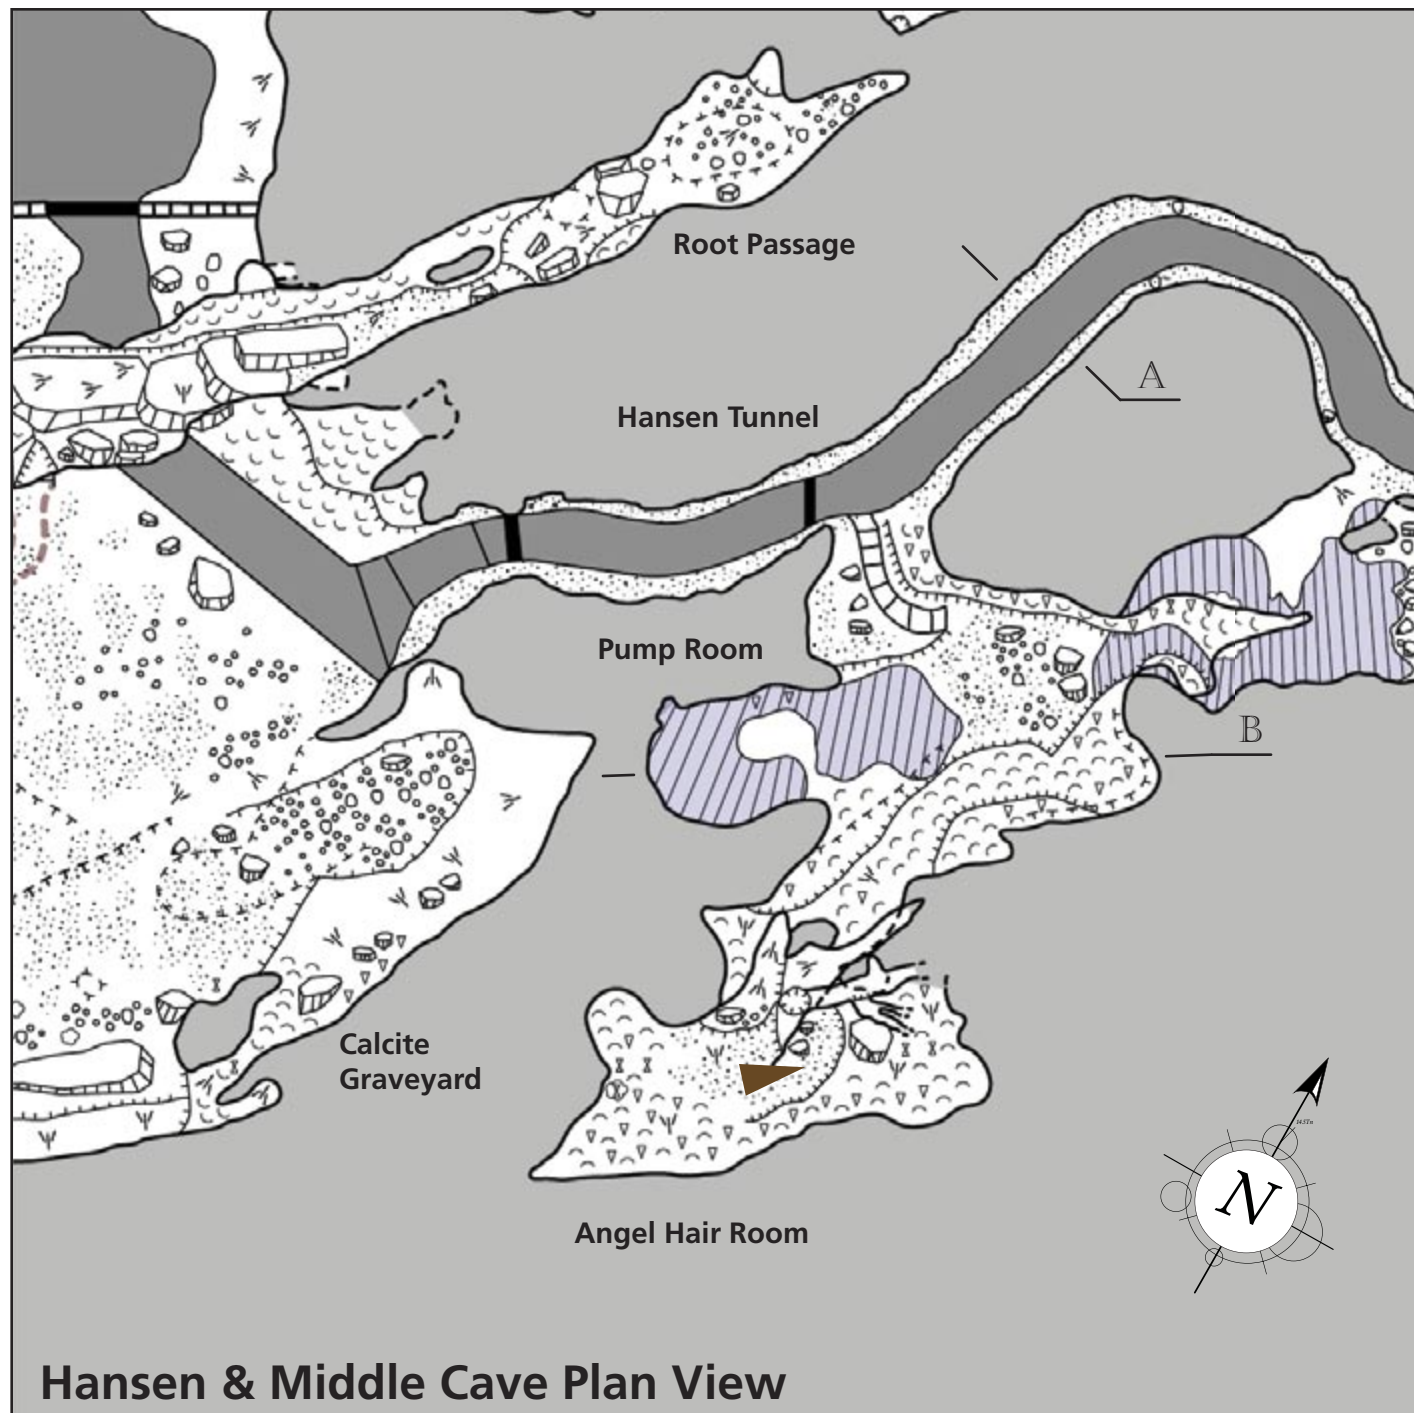 Root Passage
A
Hansen Tunnel
Pump Room
B
Calcite
Graveyard
N
Angel Hair Room
Hansen & Middle Cave Plan View